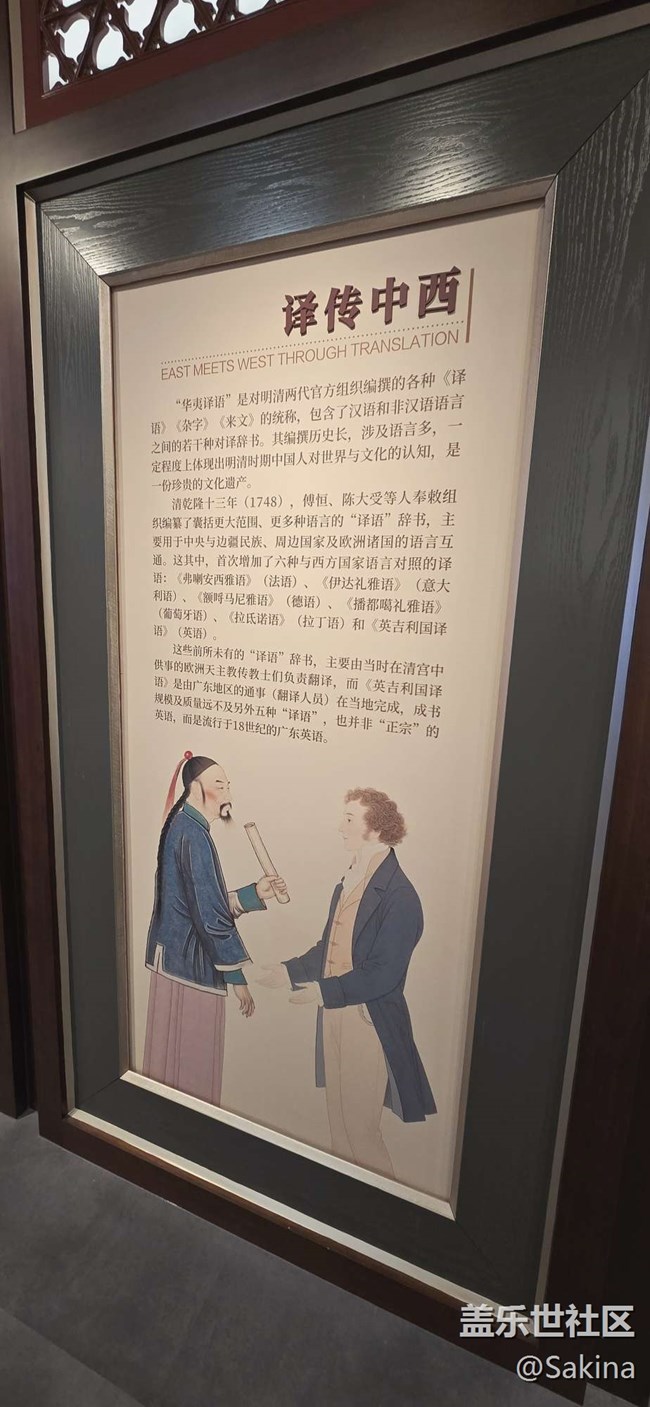 译传中西
EAST MEETS WEST THROUGH TRANSLATION
“华夷译语”是对明清两代官方组织编撰的各种《译
语》《杂字》《来文》的统称，包含了汉语和非汉语语言
之间的若干种对译辞书。其编撰历史长，涉及语言多，一
定程度上体现出明清时期中国人对世界与文化的认知，是
一份珍贵的文化遗产。
清乾隆十三年（1748），傅恒、陈大受等人奉敕组
织编纂了囊括更大范围、更多种语言的“译语”辞书，主
要用于中央与边疆民族、周边国家及欧洲诸国的语言互
通。这其中，首次增加了六种与西方国家语言对照的译
语：《弗喇安西雅语》（法语）、《伊达礼雅语》（意大
利语）、《额哷马尼雅语》（德语）、《播都噶礼雅语》
（葡萄牙语）、《拉氐诺语》（拉丁语）和《英吉利国译
语》（英语）。
这些前所未有的“译语”辞书，主要由当时在清宫中
供事的欧洲天主教传教士们负责翻译，而《英吉利国译
语》是由广东地区的通事（翻译人员）在当地完成，成书
规模及质量远不及另外五种“译语”，也并非“正宗”的
英语，而是流行于18世纪的广东英语。
盖乐世社区
@Sakina